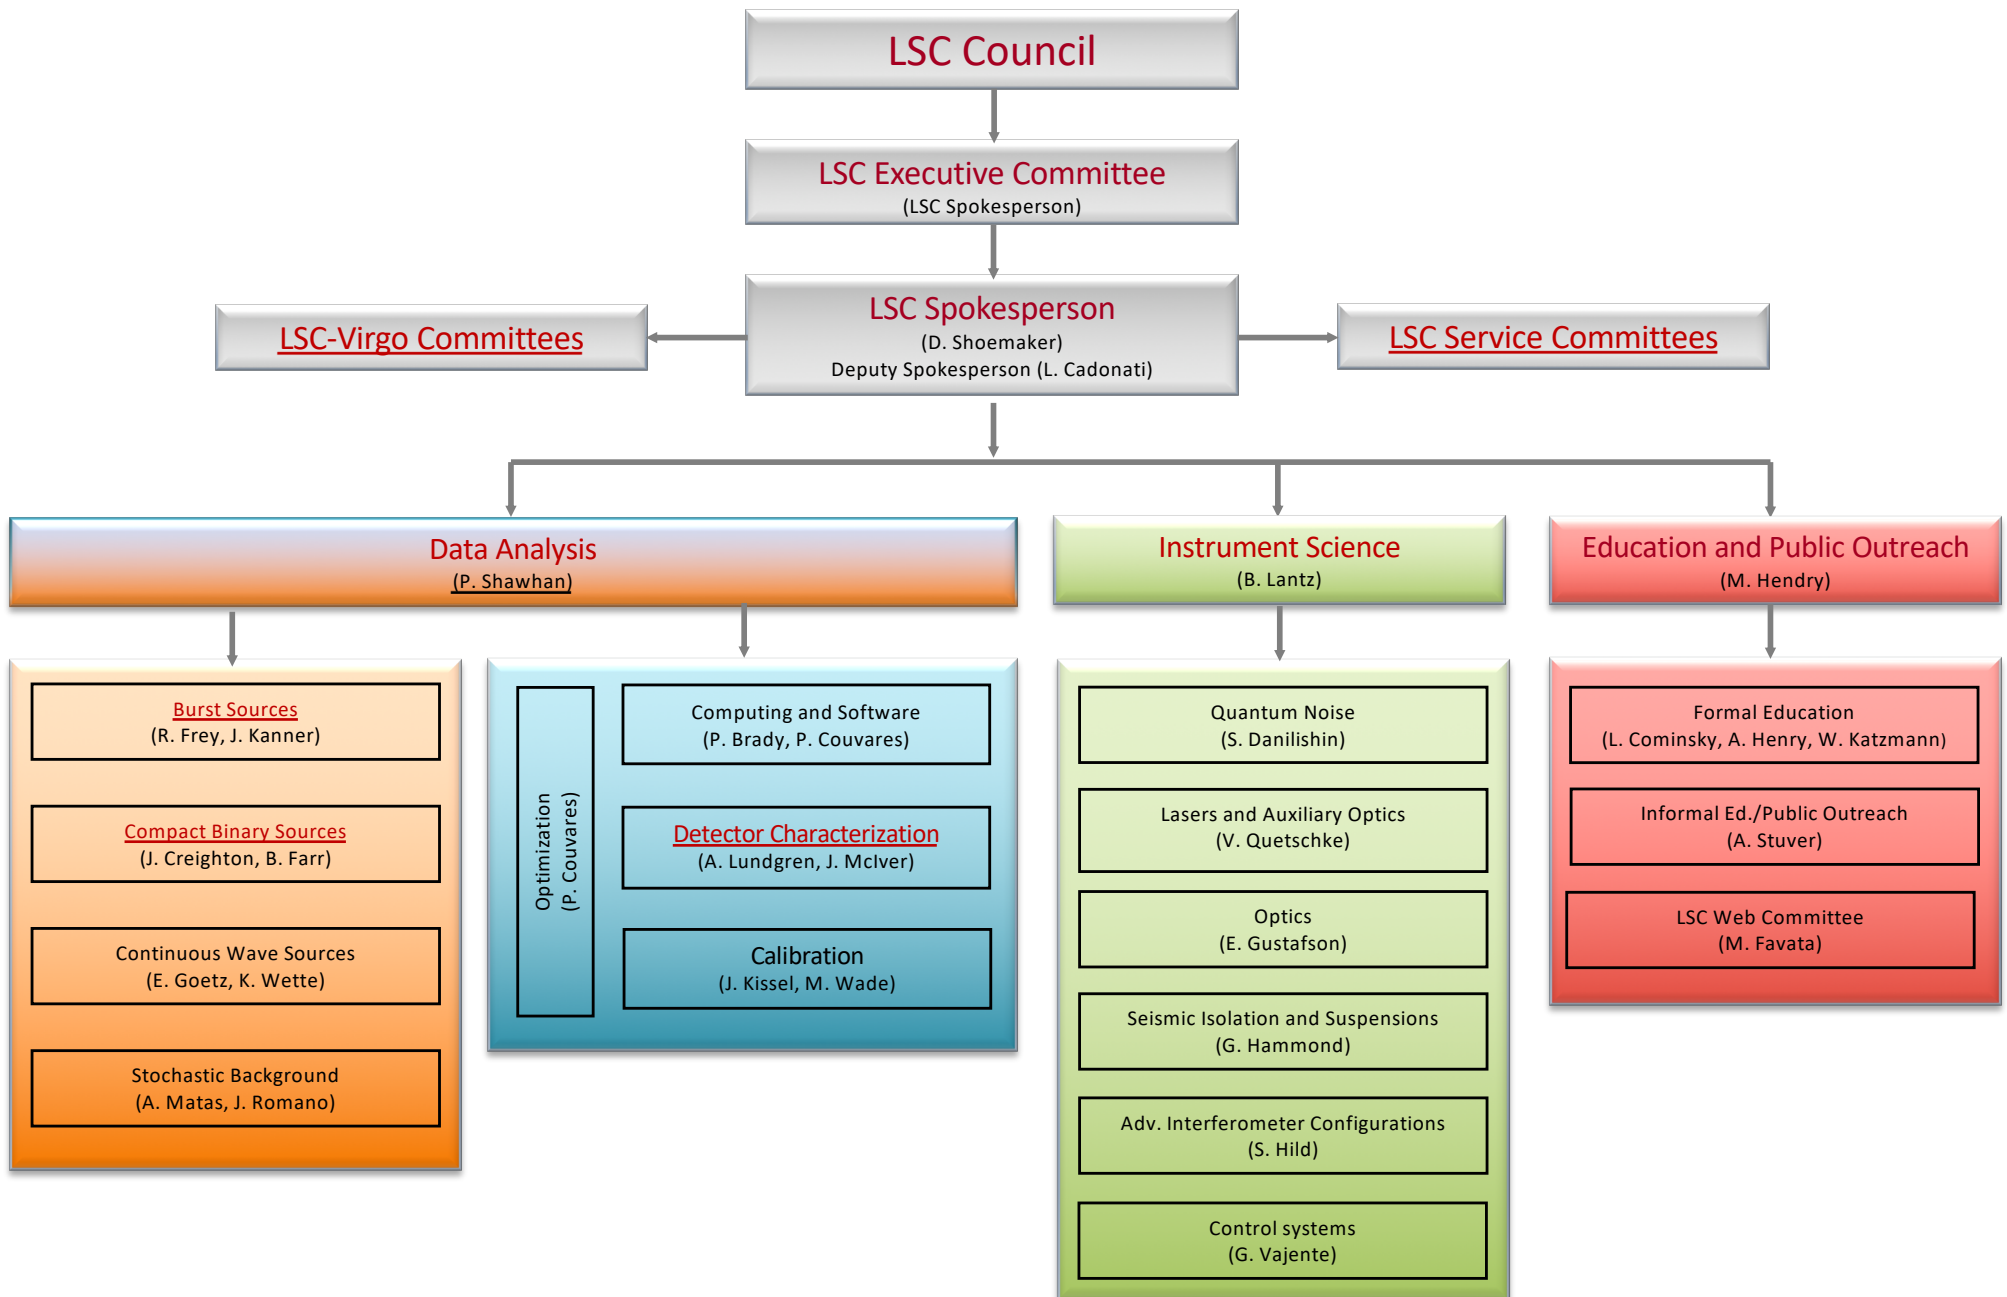 LSC Council
LSC Executive Committee
(LSC Spokesperson)
LSC Spokesperson
(D. Shoemaker)
Deputy Spokesperson (L. Cadonati)
LSC-Virgo Committees
LSC Service Committees
Data Analysis
(P. Shawhan)
Instrument Science
(B. Lantz)
Education and Public Outreach
(M. Hendry)
Burst Sources
(R. Frey, J. Kanner)
Compact Binary Sources
(J. Creighton, B. Farr)
Continuous Wave Sources
(E. Goetz, K. Wette)
Stochastic Background
(A. Matas, J. Romano)
Optimization
(P. Couvares)
Computing and Software
(P. Brady, P. Couvares)
Detector Characterization
(A. Lundgren, J. McIver)
Calibration
(J. Kissel, M. Wade)
Quantum Noise
(S. Danilishin)
Lasers and Auxiliary Optics
(V. Quetschke)
Optics
(E. Gustafson)
Seismic Isolation and Suspensions
(G. Hammond)
Adv. Interferometer Configurations
(S. Hild)
Control systems
(G. Vajente)
Formal Education
(L. Cominsky, A. Henry, W. Katzmann)
Informal Ed./Public Outreach
(A. Stuver)
LSC Web Committee
(M. Favata)